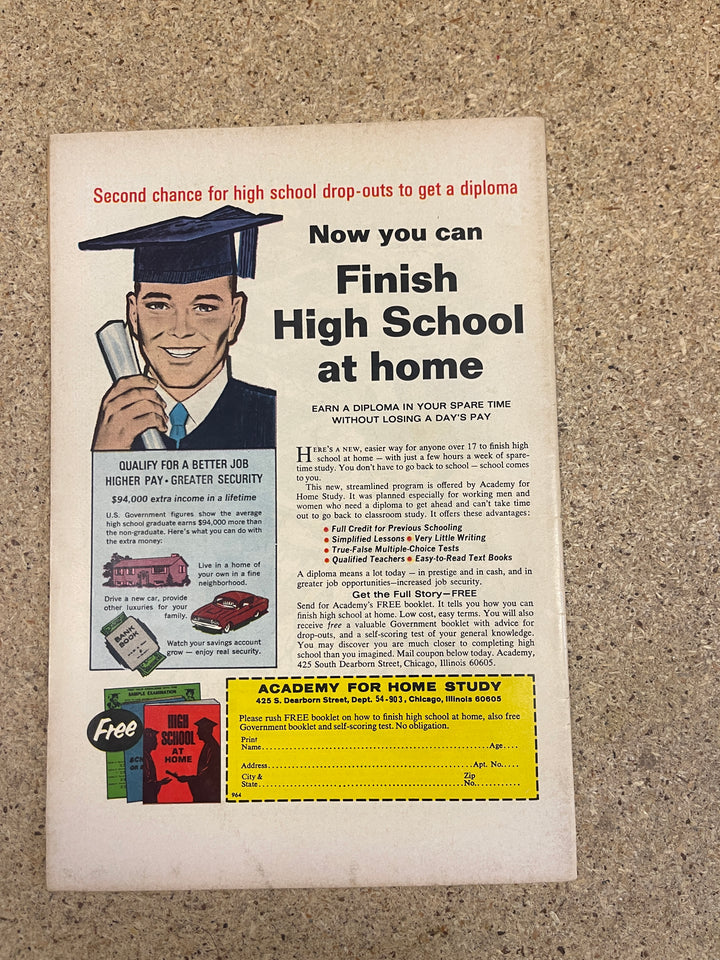 Second chance for high school drop-outs to get a diploma
Now you can
Finish
High School
at home
EARN A DIPLOMA IN YOUR SPARE TIME
WITHOUT LOSING A DAY'S PAY
QUALIFY FOR A BETTER JOB
HIGHER PAY • GREATER SECURITY
$94,000 extra income in a lifetime
U.S. Government figures show the average
high school graduate earns $94,000 more than
the non-graduate. Here's what you can do with
the extra money:
Live in a home of
your own in a fine
neighborhood.
Drive a new car, provide
other luxuries for your
family.
BANK
BOOK
Watch your savings account
grow — enjoy real security.
HERE'S A NEW, easier way for anyone over 17 to finish high
school at home — with just a few hours a week of spare-
time study. You don't have to go back to school — school comes
to you.
This new, streamlined program is offered by Academy for
Home Study. It was planned especially for working men and
women who need a diploma to get ahead and can't take time
out to go back to classroom study. It offers these advantages:
• Full Credit for Previous Schooling
• Simplified Lessons • Very Little Writing
• True-False Multiple-Choice Tests
• Qualified Teachers • Easy-to-Read Text Books
A diploma means a lot today — in prestige and in cash, and in
greater job opportunities—increased job security.
Get the Full Story—FREE
Send for Academy's FREE booklet. It tells you how you can
finish high school at home. Low cost, easy terms. You will also
receive free a valuable Government booklet with advice for
drop-outs, and a self-scoring test of your general knowledge.
You may discover you are much closer to completing high
school than you imagined. Mail coupon below today. Academy,
425 South Dearborn Street, Chicago, Illinois 60605.
SAMPLE EXAMINATION
Free
HIGH
SCHOOL
AT
HOME
ACADEMY FOR HOME STUDY
425 S. Dearborn Street, Dept. 54-903, Chicago, Illinois 60605
Please rush FREE booklet on how to finish high school at home, also free
Government booklet and self-scoring test. No obligation.
Print
Name Age
Address Apt. No.
City & Zip
State No.
964